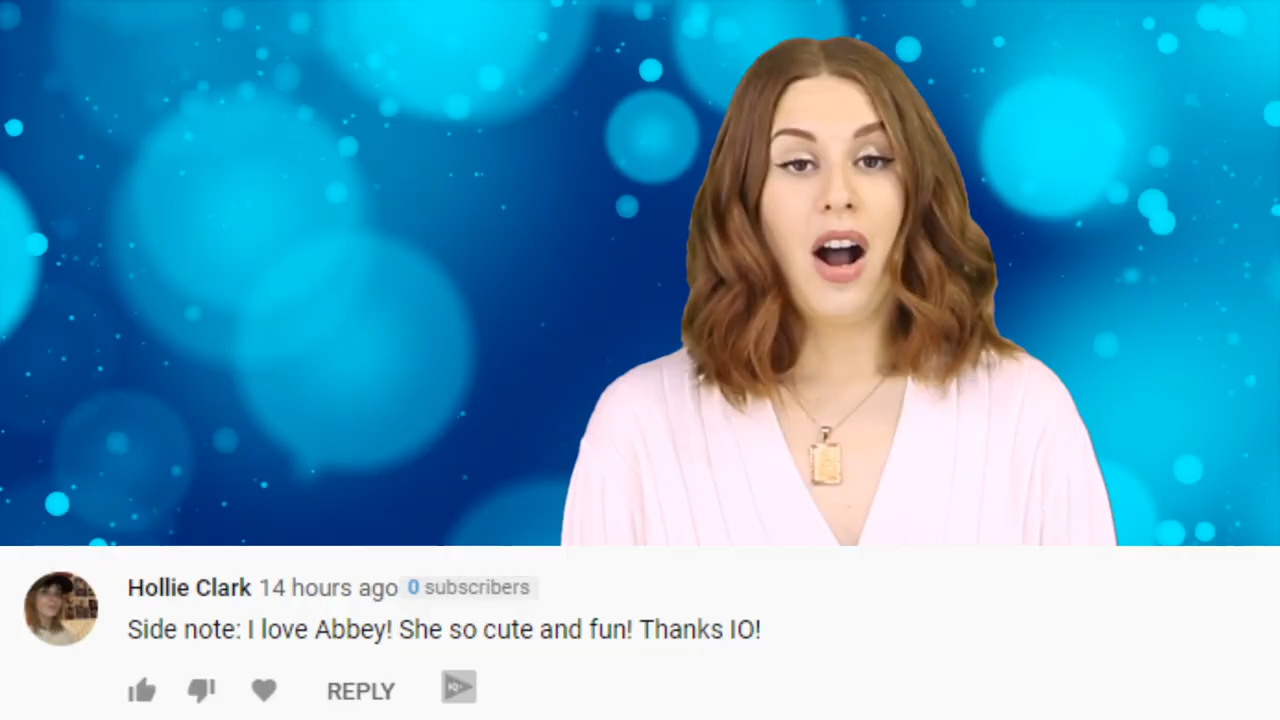 Hollie Clark 14 hours ago 0 subscribers
Side note: I love Abbey! She so cute and fun! Thanks IO!
REPLY